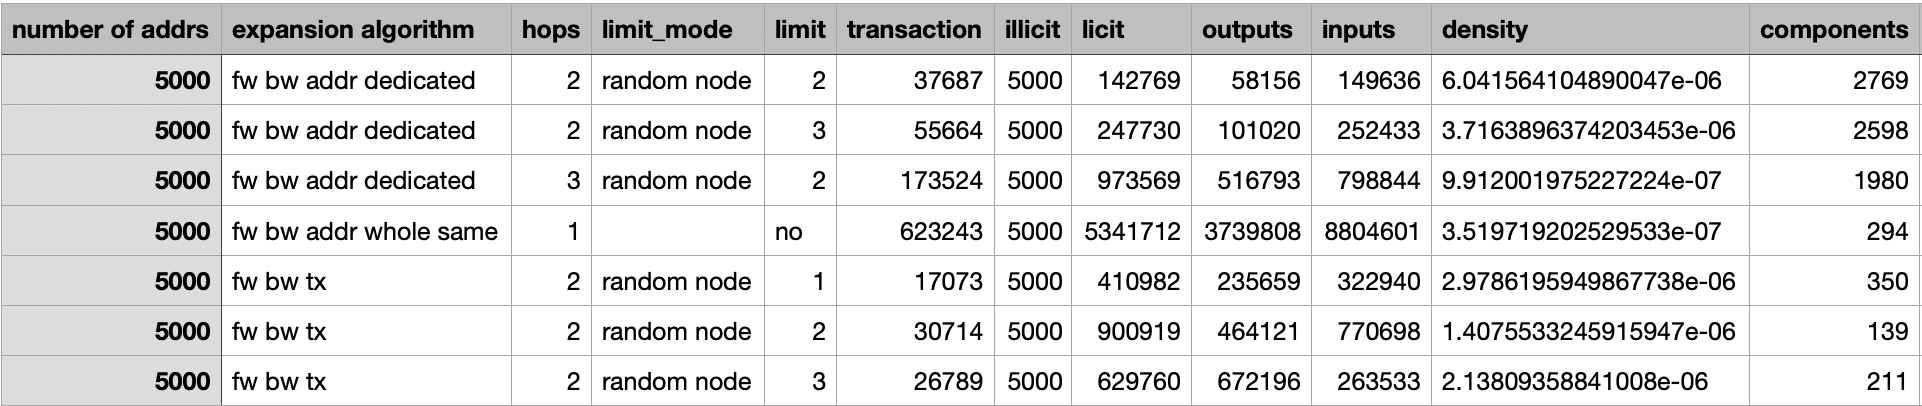 number of addrs expansion algorithm hops limit_mode limit transaction illicit licit outputs inputs density components
5000 fw bw addr dedicated 2 random node 2 37687 5000 142769 58156 149636 6.041564104890047e-06 2769
5000 fw bw addr dedicated 2 random node 3 55664 5000 247730 101020 252433 3.7163896374203453e-06 2598
5000 fw bw addr dedicated 3 random node 2 173524 5000 973569 516793 798844 9.912001975227224e-07 1980
5000 fw bw addr whole same 1 no 623243 5000 5341712 3739808 8804601 3.519719202529533e-07 294
5000 fw bw tx 2 random node 1 17073 5000 410982 235659 322940 2.9786195949867738e-06 350
5000 fw bw tx 2 random node 2 30714 5000 900919 464121 770698 1.4075533245915947e-06 139
5000 fw bw tx 2 random node 3 26789 5000 629760 672196 263533 2.13809358841008e-06 211